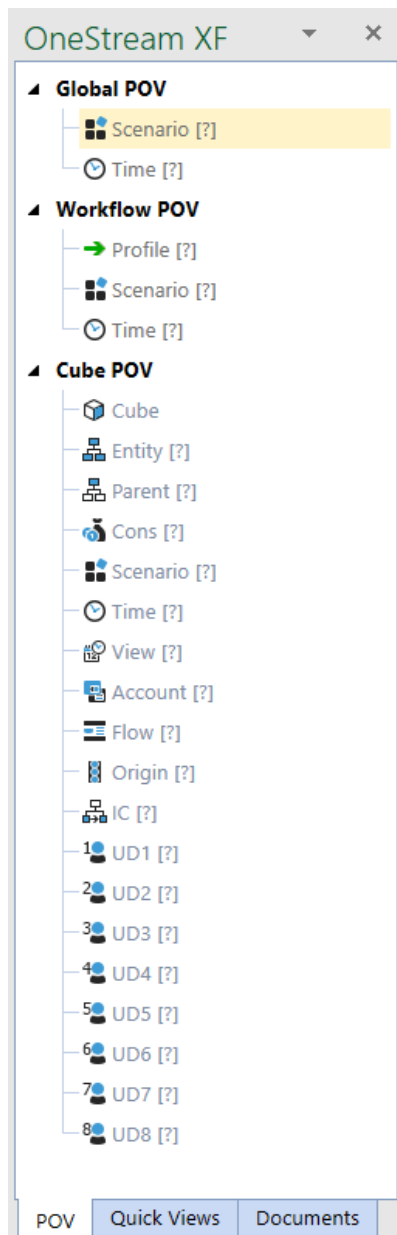 OneStream XF
Global POV
Scenario [?]
Time [?]
Workflow POV
Profile [?]
Scenario [?]
Time [?]
Cube POV
Cube
Entity [?]
Parent [?]
Cons [?]
Scenario [?]
Time [?]
View [?]
Account [?]
Flow [?]
Origin [?]
IC [?]
1 UD1 [?]
2 UD2 [?]
3 UD3 [?]
4 UD4 [?]
5 UD5 [?]
6 UD6 [?]
7 UD7 [?]
8 UD8 [?]
POV Quick Views Documents